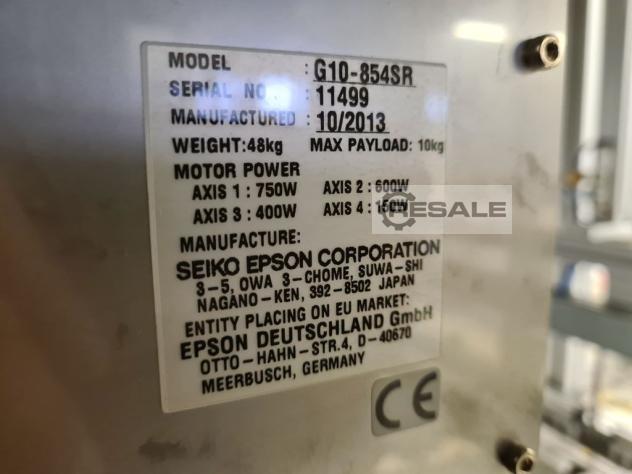 MODEL : G10-854SR
SERIAL NO : 11499
MANUFACTURED : 10/2013
WEIGHT:48kg MAX PAYLOAD: 10kg
MOTOR POWER
AXIS 1 : 750W AXIS 2 : 600W
AXIS 3 : 400W AXIS 4 : 150W
RESALE
MANUFACTURE:
SEIKO EPSON CORPORATION
3-5, OWA 3-CHOME, SUWA-SHI
NAGANO-KEN, 392-8502 JAPAN
ENTITY PLACING ON EU MARKET:
EPSON DEUTSCHLAND GmbH
OTTO-HAHN-STR.4, D-40670
MEERBUSCH, GERMANY
CE